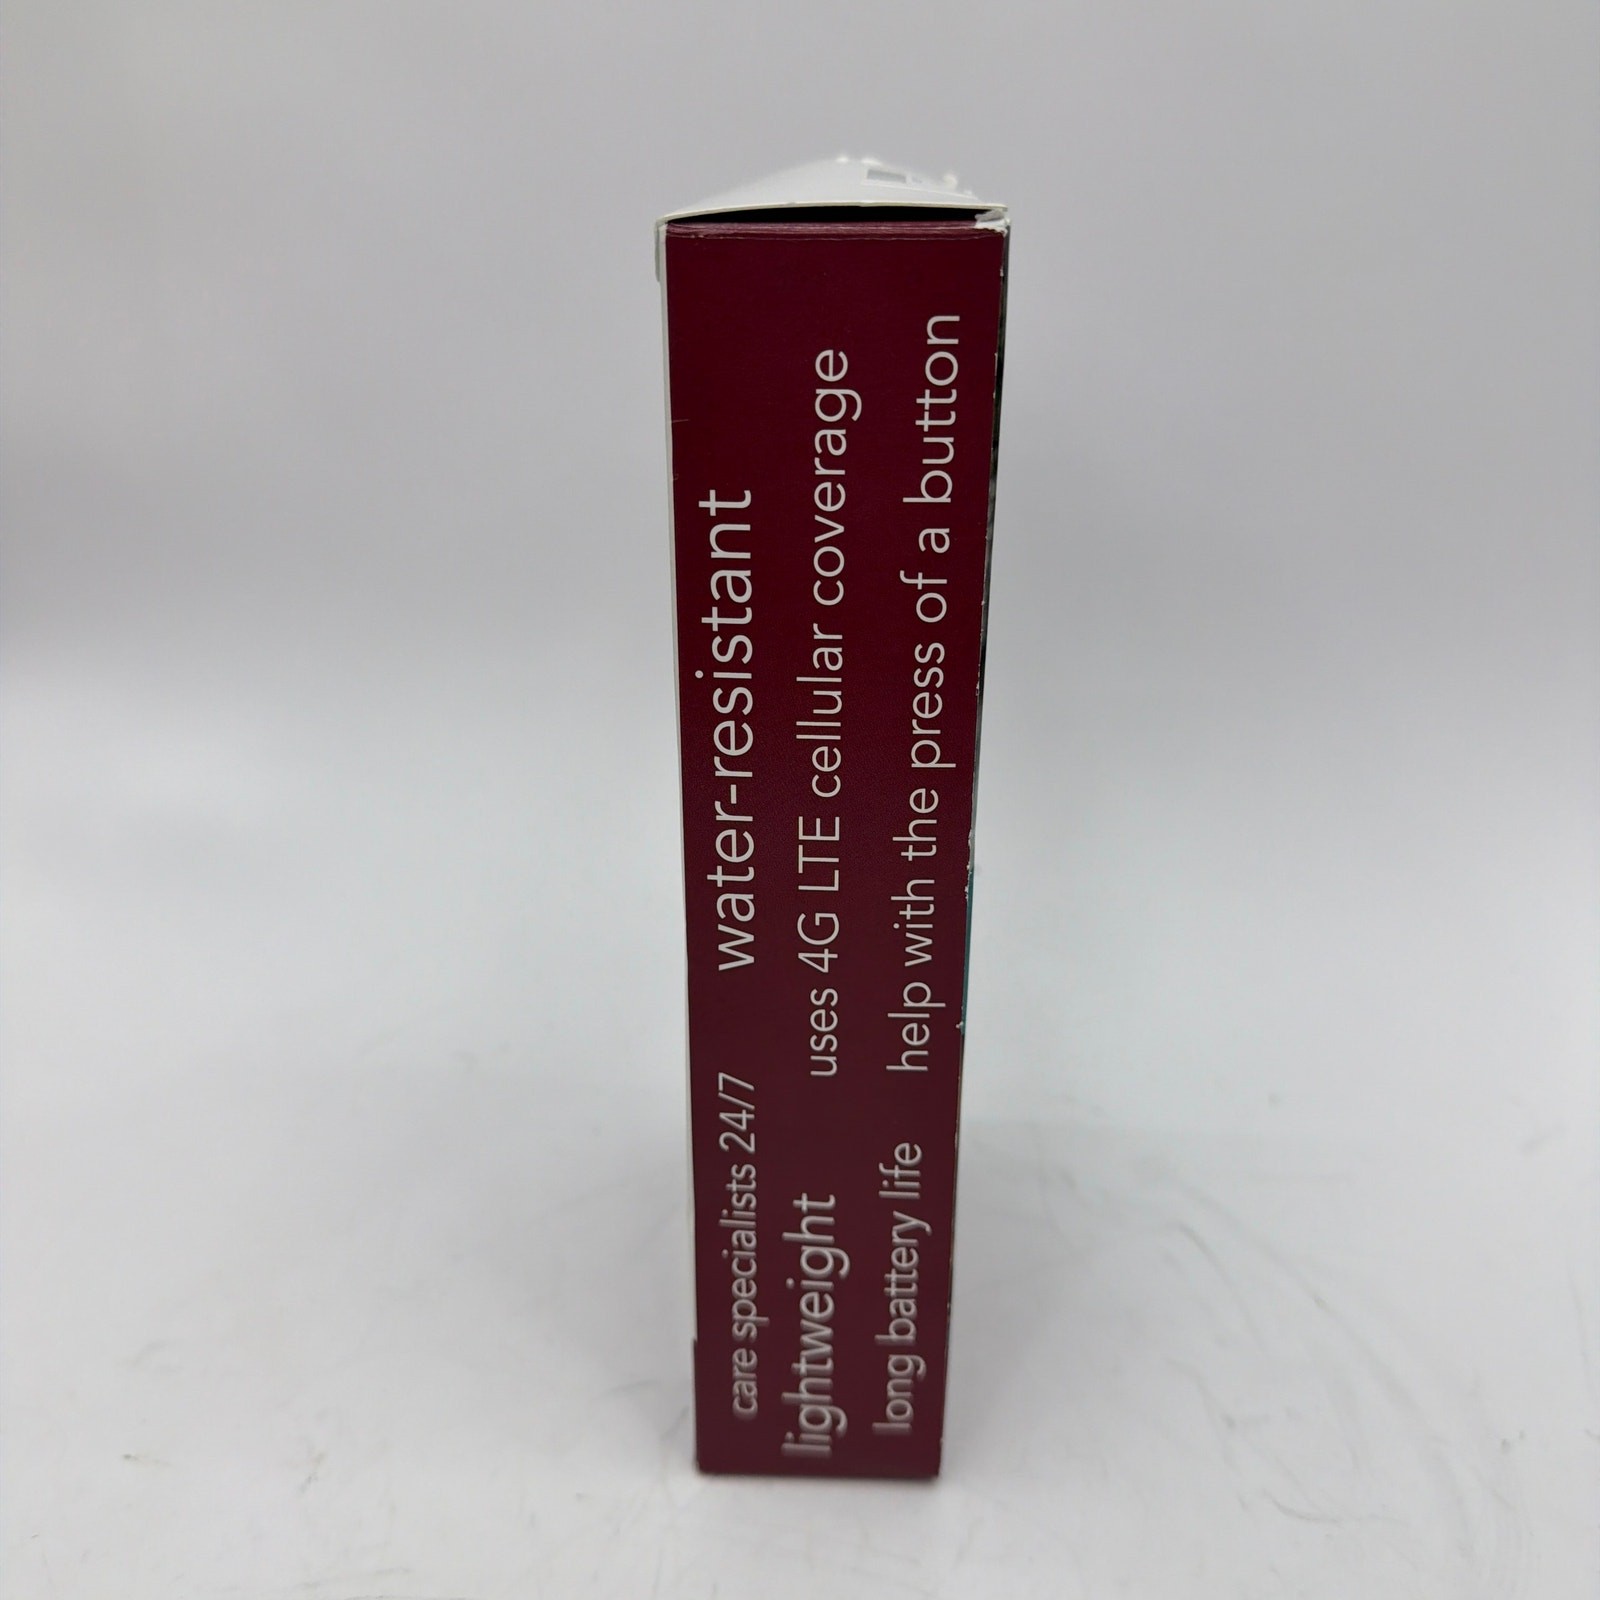 care specialists 24/7 water-resistant
lightweight uses 4G LTE cellular coverage
long battery life help with the press of a button